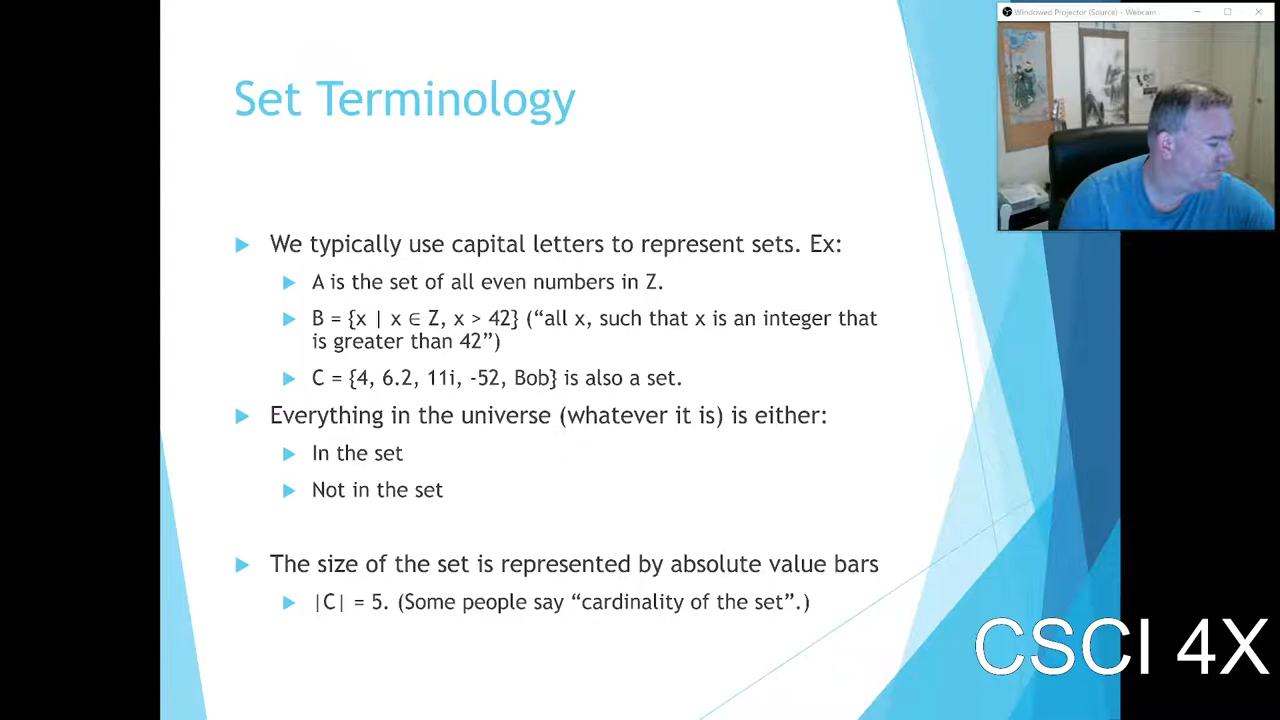 Windowed Projector (Source) - Webcam
Set Terminology
We typically use capital letters to represent sets. Ex:
A is the set of all even numbers in Z.
B = {x | x ∈ Z, x > 42} (“all x, such that x is an integer that
is greater than 42”)
C = {4, 6.2, 11i, -52, Bob} is also a set.
Everything in the universe (whatever it is) is either:
In the set
Not in the set
The size of the set is represented by absolute value bars
|C| = 5. (Some people say “cardinality of the set”.)
CSCI 4X